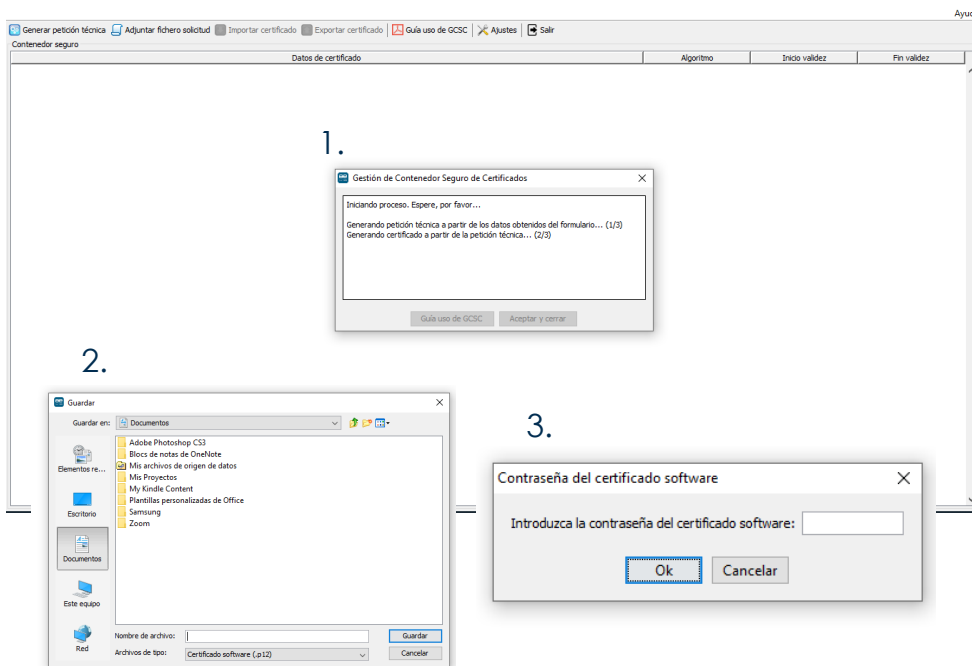 Ayuc
Generar petición técnica Adjuntar fichero solicitud Importar certificado Exportar certificado Guía uso de GCSC Ajustes Salir
Contenedor seguro
Datos de certificado Algoritmo Inicio validez Fin validez
1.
Gestión de Contenedor Seguro de Certificados
Iniciando proceso. Espere, por favor...
Generando petición técnica a partir de los datos obtenidos del formulario... (1/3)
Generando certificado a partir de la petición técnica... (2/3)
Guía uso de GCSC Aceptar y cerrar
2.
Guardar
Guardar en: Documentos
Elementos re...
Escritorio
Documentos
Este equipo
Red
Adobe Photoshop CS3
Blocs de notas de OneNote
Mis archivos de origen de datos
Mis Proyectos
My Kindle Content
Plantillas personalizadas de Office
Samsung
Zoom
Nombre de archivo: Guardar
Archivos de tipo: Certificado software (.p12) Cancelar
3.
Contraseña del certificado software
Introduzca la contraseña del certificado software:
Ok Cancelar